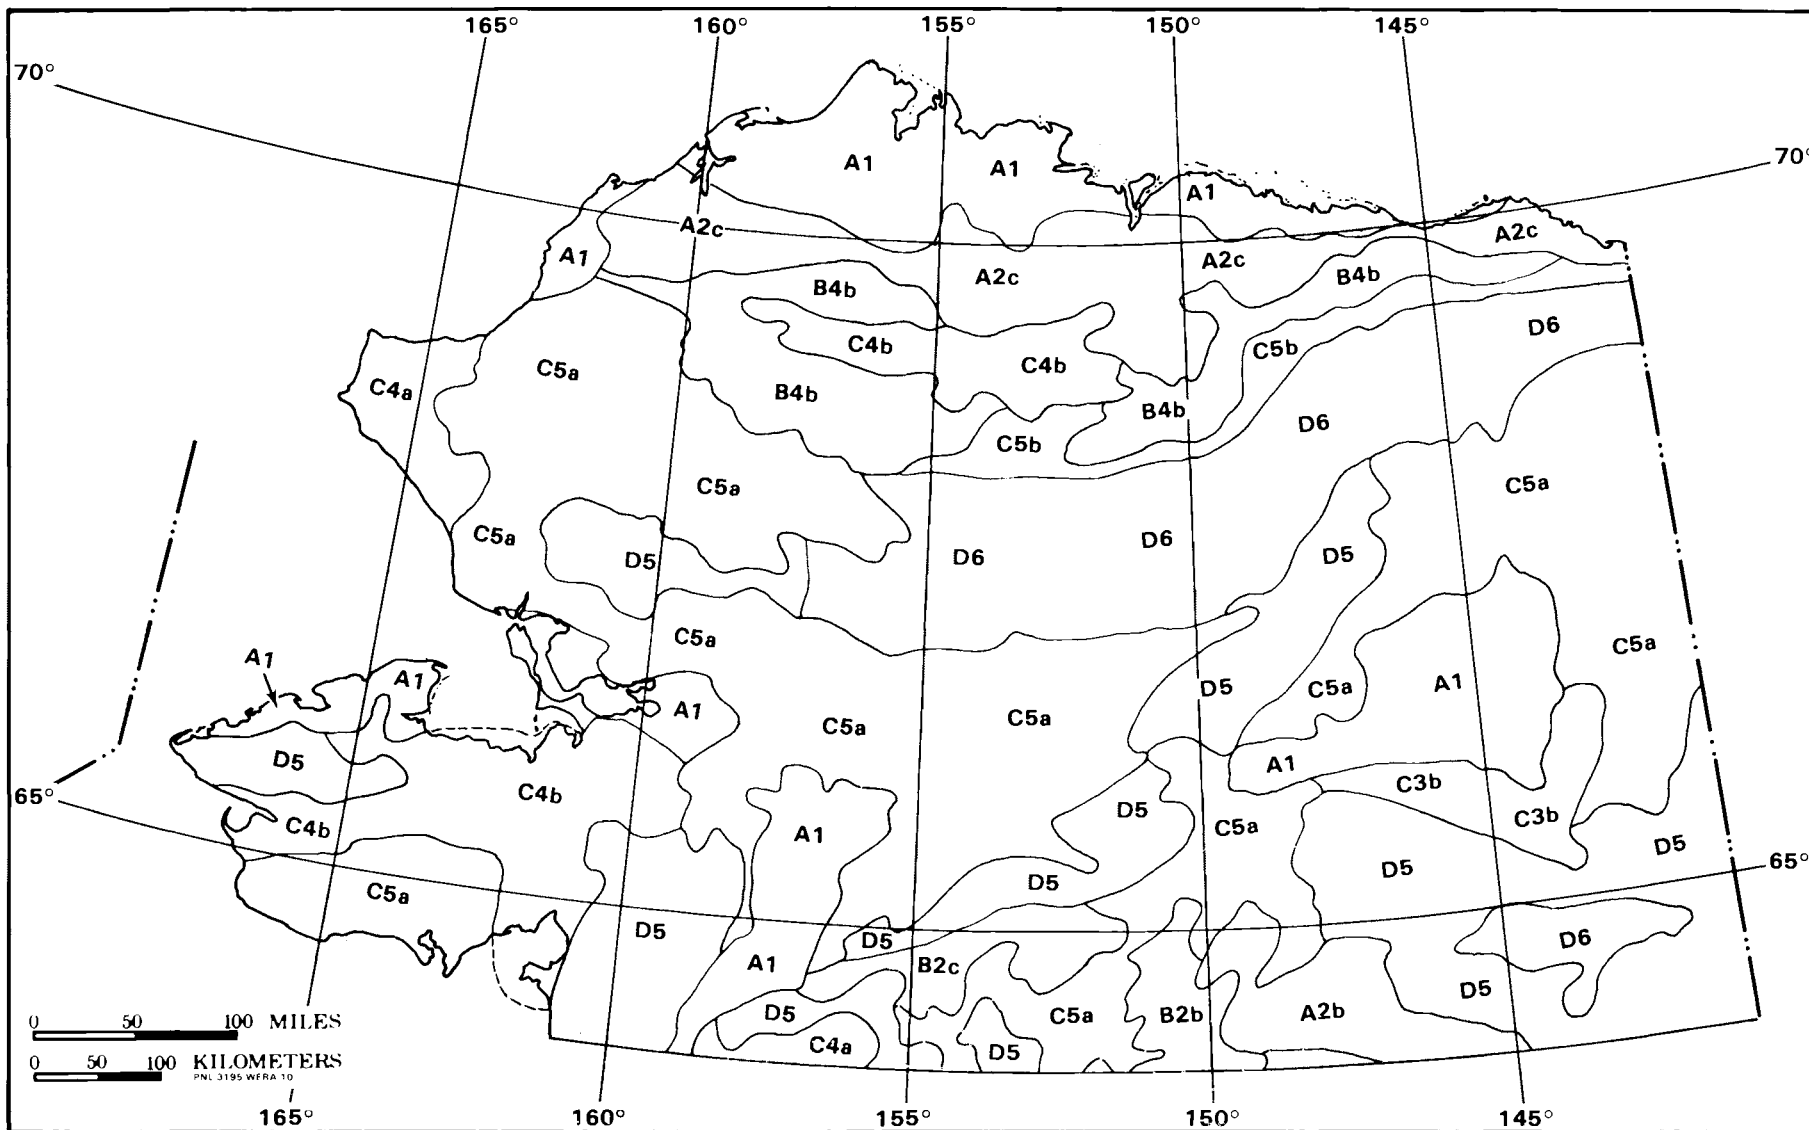 165° 160° 155° 150° 145°
70°
70°
A1 A1
A1
A2c A2c
A1 A2c A2c
B4b B4b
D6
C4b C5b
C5a C4b
C4a B4b B4b
D6
C5b
C5a C5a
C5a
D5 D6 D6 D5
C5a C5a
A1 A1 D5 C5a A1
A1 C5a C5a
D5 A1
C4b C3b
65° D5
C4b A1 C5a C3b
D5 65°
C5a D5 D5
D5 D5 D6
A1 B2c
D5 C5a B2b A2b D5
C4a D5
0 50 100 MILES
0 50 100 KILOMETERS
PNL 3195 WERA 10
165° 160° 155° 150° 145°